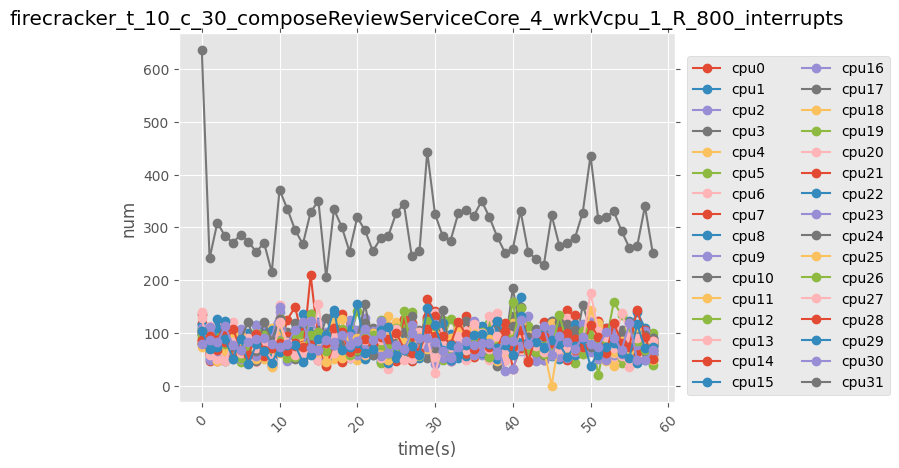 firecracker_t_10_c_30_composeReviewServiceCore_4_wrkVcpu_1_R_800_interrupts
600
500
400
300
200
100
0
num
0
10
20
30
40
50
60
time(s)
cpu0 cpu16
cpu1 cpu17
cpu2 cpu18
cpu3 cpu19
cpu4 cpu20
cpu5 cpu21
cpu6 cpu22
cpu7 cpu23
cpu8 cpu24
cpu9 cpu25
cpu10 cpu26
cpu11 cpu27
cpu12 cpu28
cpu13 cpu29
cpu14 cpu30
cpu15 cpu31